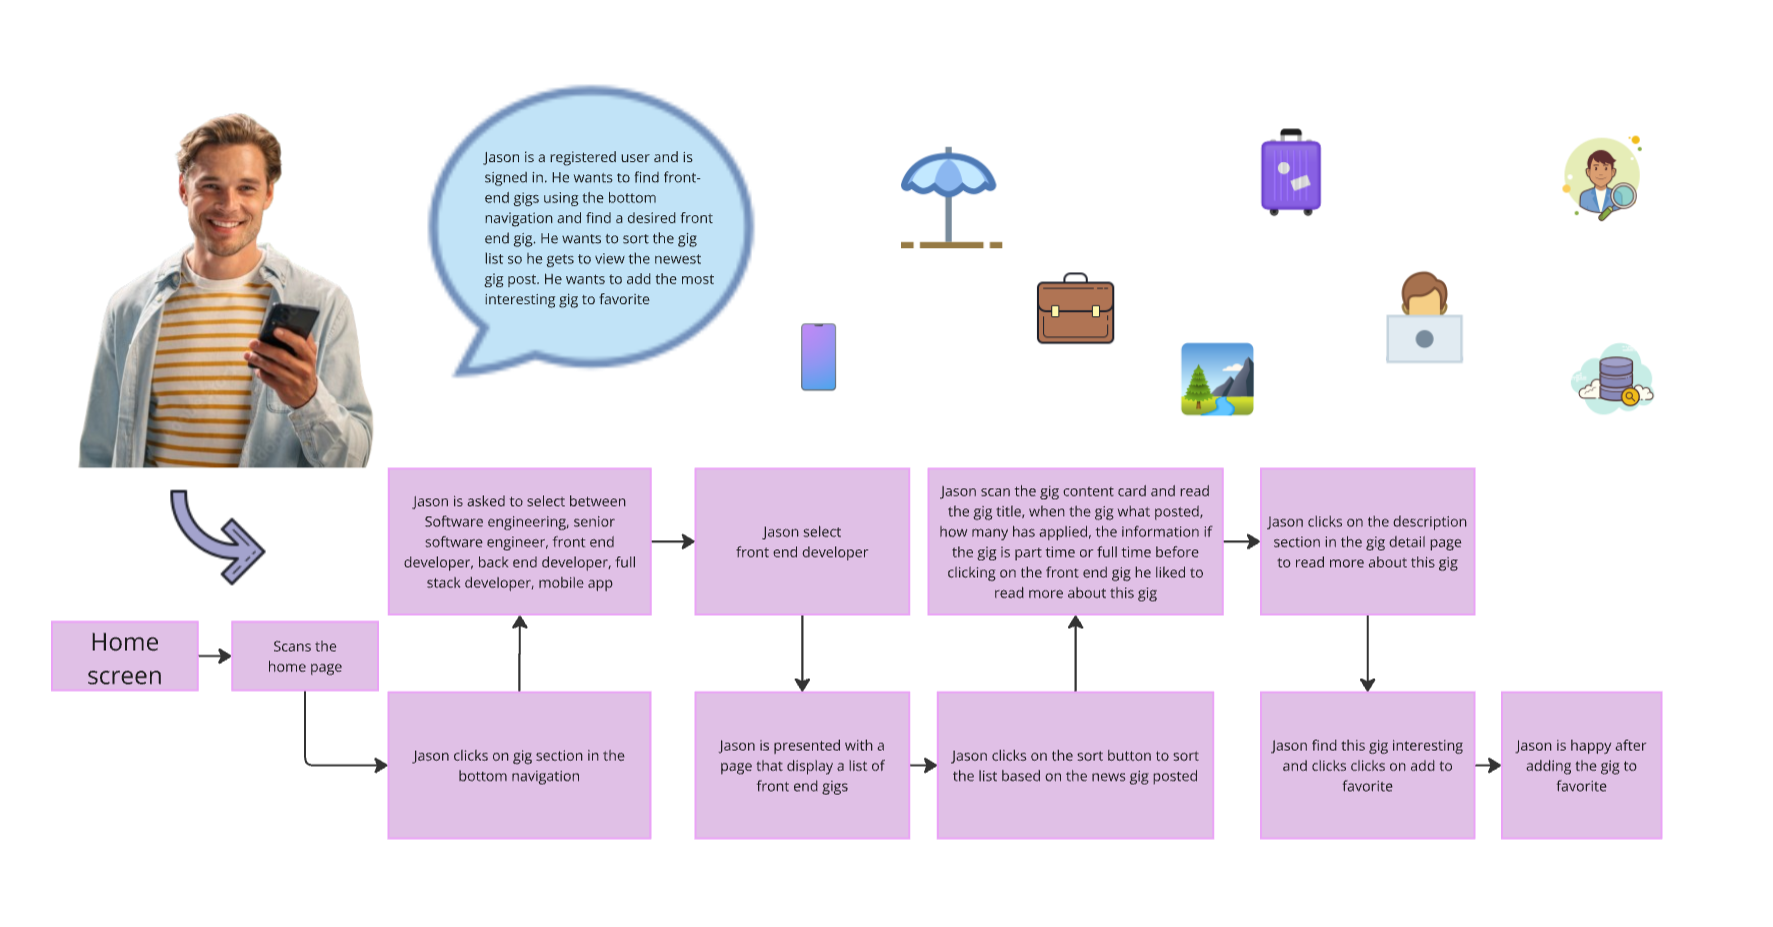 Jason is a registered user and is
signed in. He wants to find front-
end gigs using the bottom
navigation and find a desired front
end gig. He wants to sort the gig
list so he gets to view the newest
gig post. He wants to add the most
interesting gig to favorite
Home
screen
Scans the
home page
Jason clicks on gig section in the
bottom navigation
Jason is asked to select between
Software engineering, senior
software engineer, front end
developer, back end developer, full
stack developer, mobile app
Jason select
front end developer
Jason is presented with a
page that display a list of
front end gigs
Jason clicks on the sort button to sort
the list based on the news gig posted
Jason scan the gig content card and read
the gig title, when the gig what posted,
how many has applied, the information if
the gig is part time or full time before
clicking on the front end gig he liked to
read more about this gig
Jason clicks on the description
section in the gig detail page
to read more about this gig
Jason find this gig interesting
and clicks clicks on add to
favorite
Jason is happy after
adding the gig to
favorite